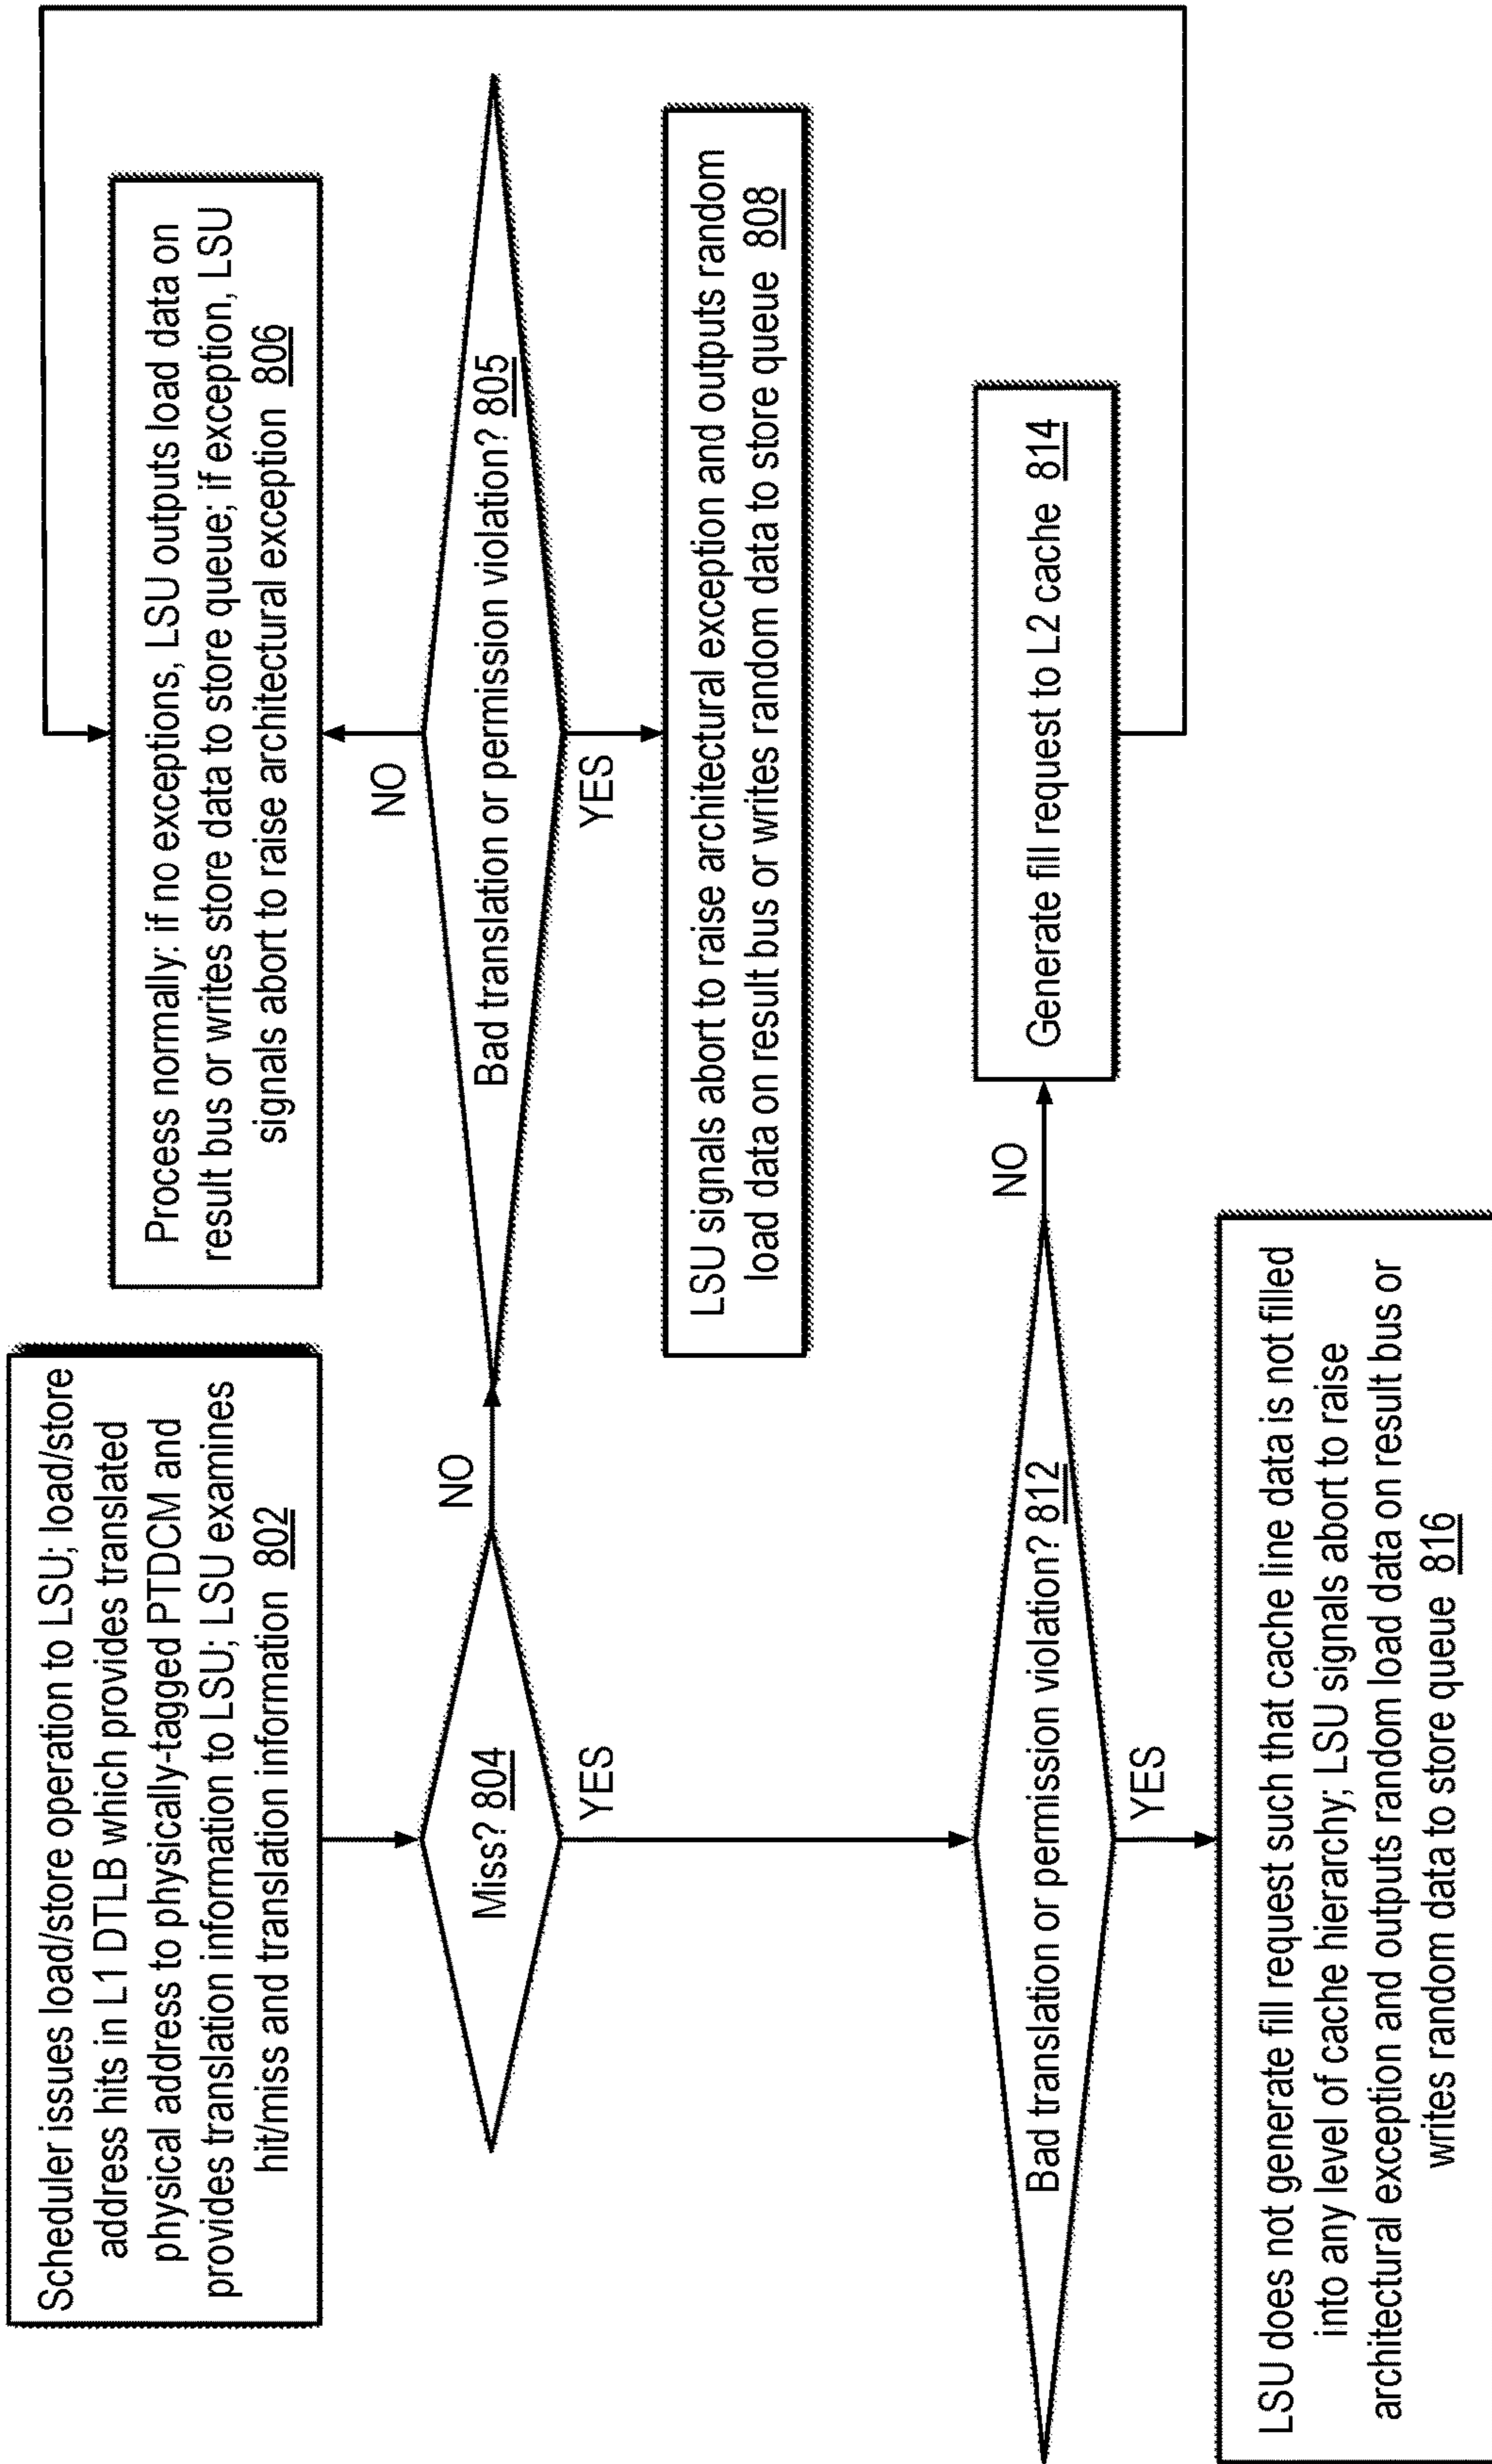 Scheduler issues load/store operation to LSU; load/store
address hits in L1 DTLB which provides translated
physical address to physically-tagged PTDCM and
provides translation information to LSU; LSU examines
hit/miss and translation information 802
Miss? 804
NO
YES
Bad translation or permission violation? 805
NO
YES
Process normally: if no exceptions, LSU outputs load data on
result bus or writes store data to store queue; if exception, LSU
signals abort to raise architectural exception 806
LSU signals abort to raise architectural exception and outputs random
load data on result bus or writes random data to store queue 808
Bad translation or permission violation? 812
NO
YES
Generate fill request to L2 cache 814
LSU does not generate fill request such that cache line data is not filled
into any level of cache hierarchy; LSU signals abort to raise
architectural exception and outputs random load data on result bus or
writes random data to store queue 816